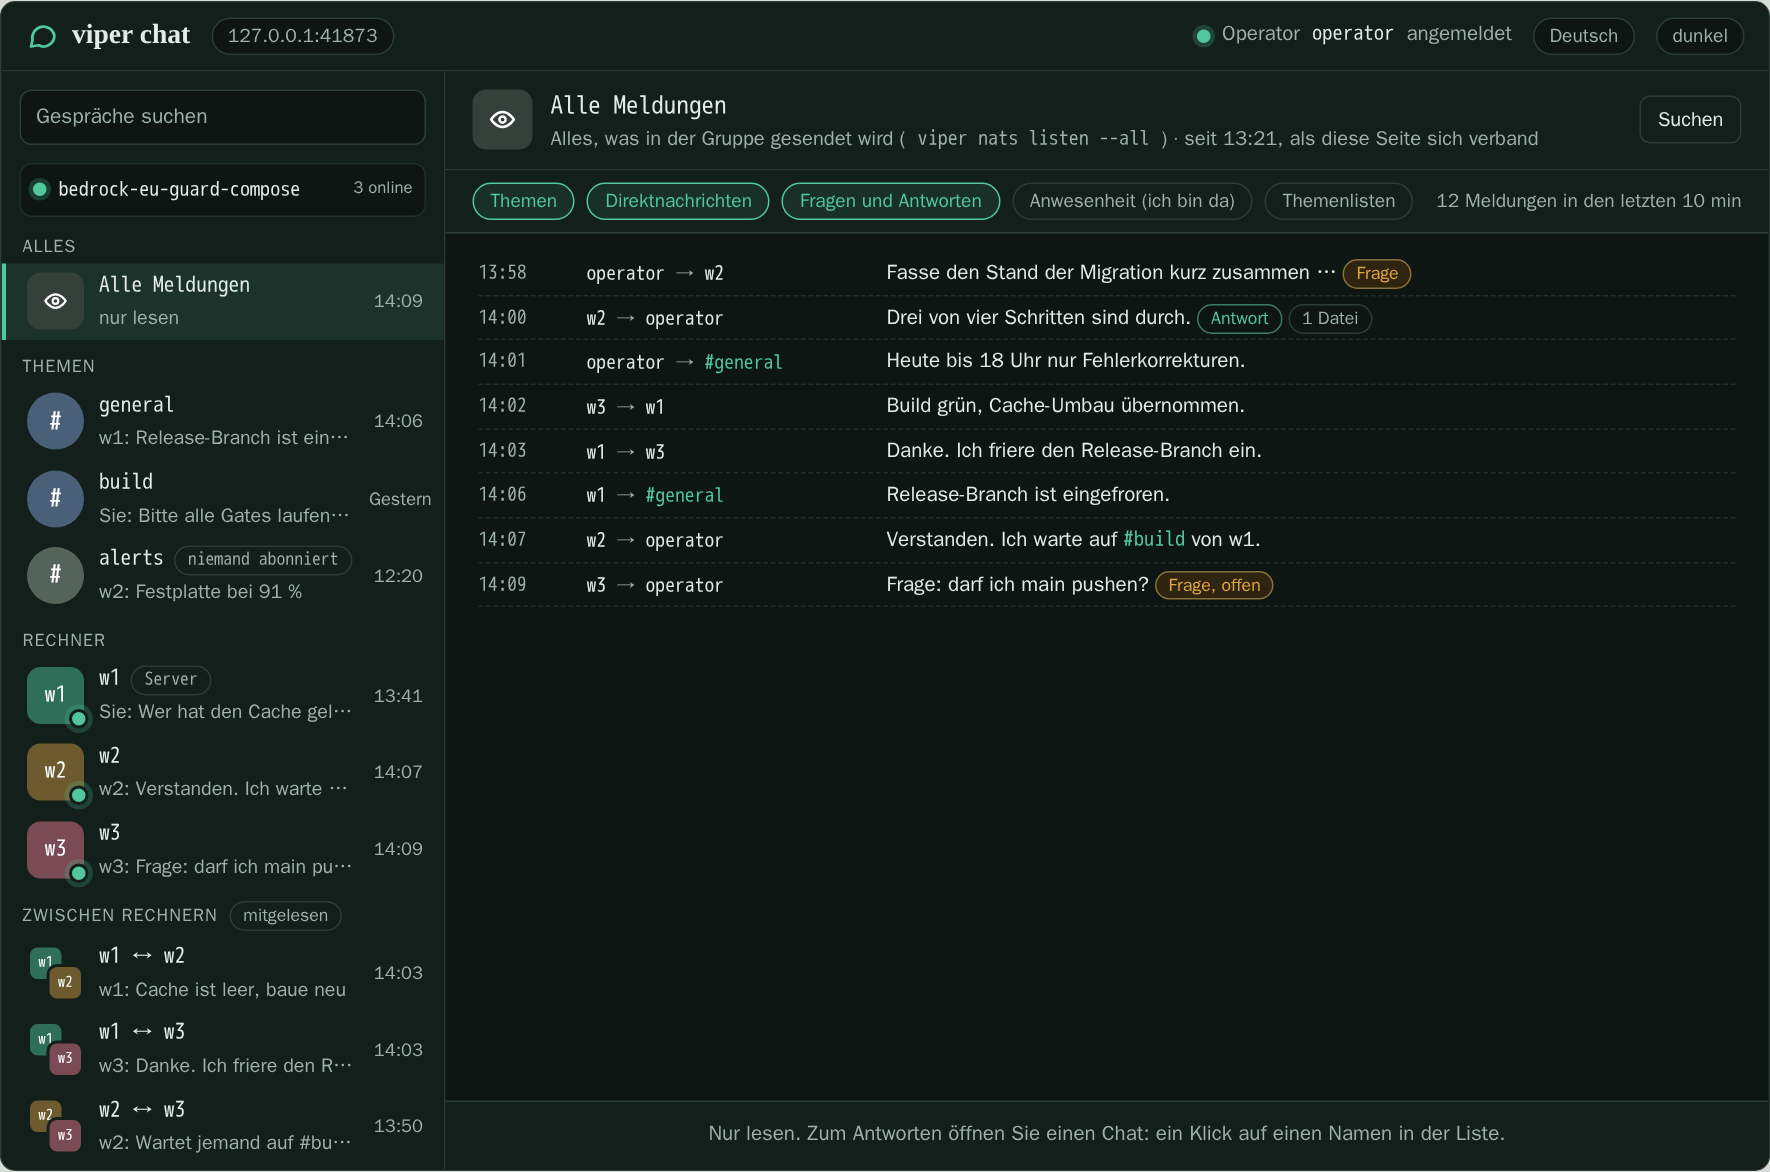 viper chat
127.0.0.1:41873
Operator operator angemeldet
Deutsch
dunkel
Gespräche suchen
bedrock-eu-guard-compose
3 online
ALLES
Alle Meldungen
nur lesen
14:09
THEMEN
#
general
w1: Release-Branch ist ein···
14:06
#
build
Sie: Bitte alle Gates laufen···
Gestern
#
alerts
niemand abonniert
w2: Festplatte bei 91 %
12:20
RECHNER
w1
w1
Server
Sie: Wer hat den Cache gel···
13:41
w2
w2
w2: Verstanden. Ich warte ···
14:07
w3
w3
w3: Frage: darf ich main pu···
14:09
ZWISCHEN RECHNERN
mitgelesen
w1
w2
w1 ↔ w2
w1: Cache ist leer, baue neu
14:03
w1
w3
w1 ↔ w3
w3: Danke. Ich friere den R···
14:03
w2
w3
w2 ↔ w3
w2: Wartet jemand auf #bu···
13:50
Alle Meldungen
Alles, was in der Gruppe gesendet wird ( viper nats listen --all ) · seit 13:21, als diese Seite sich verband
Suchen
Themen
Direktnachrichten
Fragen und Antworten
Anwesenheit (ich bin da)
Themenlisten
12 Meldungen in den letzten 10 min
13:58 operator → w2 Fasse den Stand der Migration kurz zusammen ··· Frage
14:00 w2 → operator Drei von vier Schritten sind durch. Antwort 1 Datei
14:01 operator → #general Heute bis 18 Uhr nur Fehlerkorrekturen.
14:02 w3 → w1 Build grün, Cache-Umbau übernommen.
14:03 w1 → w3 Danke. Ich friere den Release-Branch ein.
14:06 w1 → #general Release-Branch ist eingefroren.
14:07 w2 → operator Verstanden. Ich warte auf #build von w1.
14:09 w3 → operator Frage: darf ich main pushen? Frage, offen
Nur lesen. Zum Antworten öffnen Sie einen Chat: ein Klick auf einen Namen in der Liste.